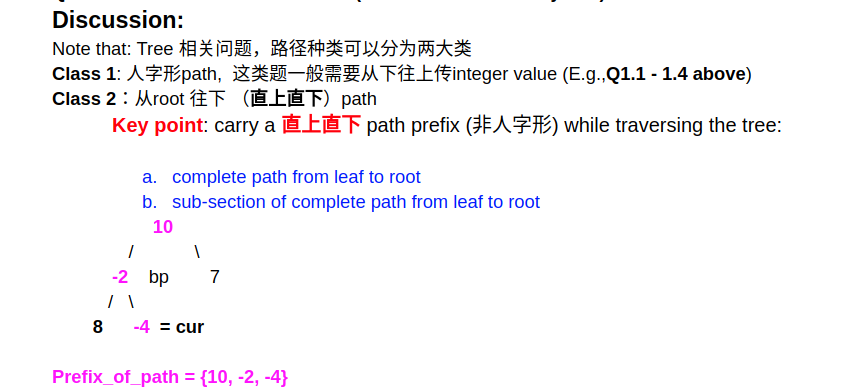 Discussion:
Note that: Tree 相关问题，路径种类可以分为两大类
Class 1: 人字形path, 这类题一般需要从下往上传integer value (E.g.,Q1.1 - 1.4 above)
Class 2：从root 往下 （直上直下）path
Key point: carry a 直上直下 path prefix (非人字形) while traversing the tree:
a. complete path from leaf to root
b. sub-section of complete path from leaf to root
10
/ \
-2 bp 7
/ \
8 -4 = cur
Prefix_of_path = {10, -2, -4}